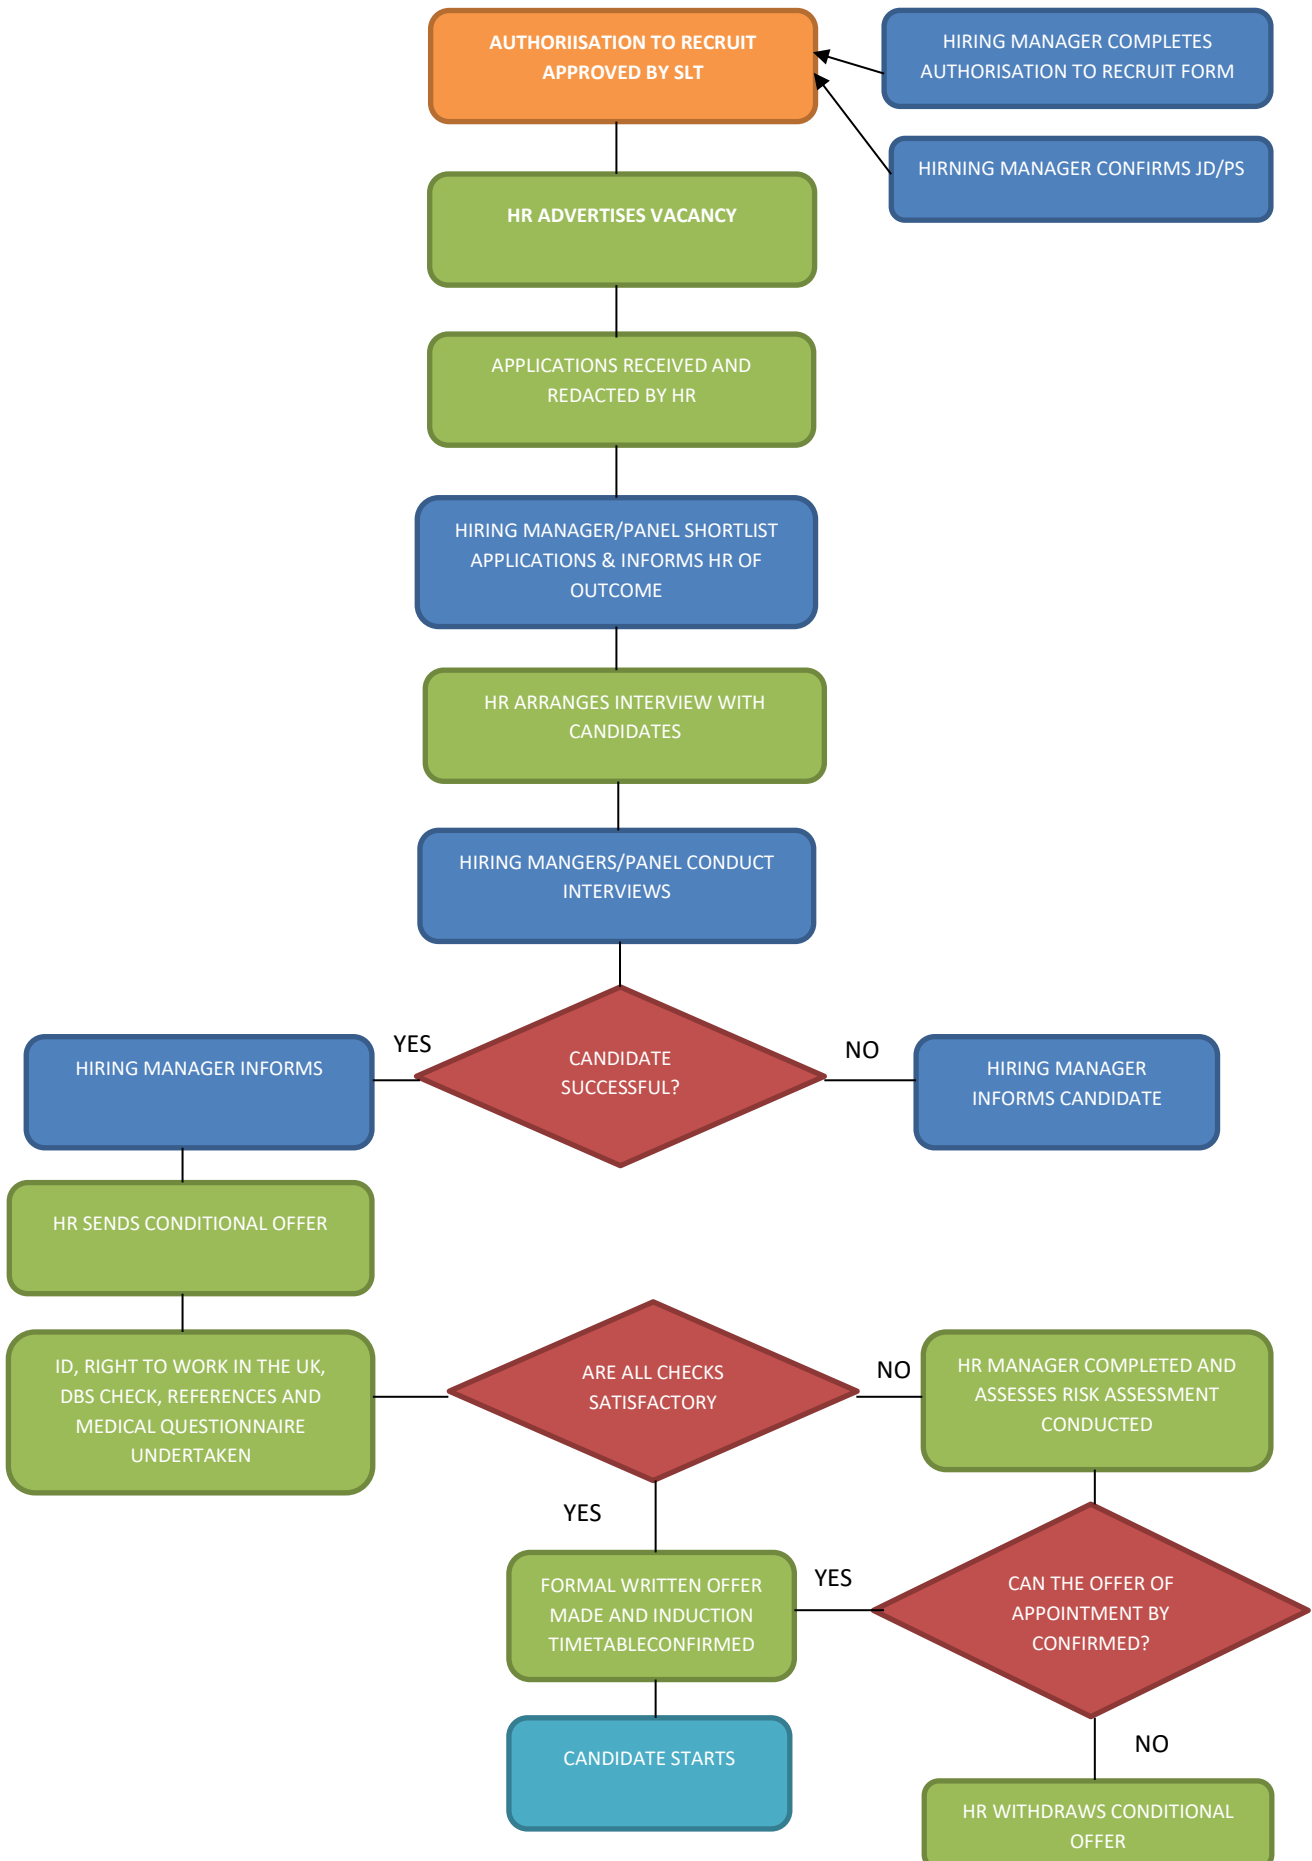 AUTHORIISATION TO RECRUIT
APPROVED BY SLT
HIRING MANAGER COMPLETES
AUTHORISATION TO RECRUIT FORM
HIRNING MANAGER CONFIRMS JD/PS
HR ADVERTISES VACANCY
APPLICATIONS RECEIVED AND
REDACTED BY HR
HIRING MANAGER/PANEL SHORTLIST
APPLICATIONS & INFORMS HR OF
OUTCOME
HR ARRANGES INTERVIEW WITH
CANDIDATES
HIRING MANGERS/PANEL CONDUCT
INTERVIEWS
CANDIDATE
SUCCESSFUL?
YES
NO
HIRING MANAGER INFORMS
HIRING MANAGER
INFORMS CANDIDATE
HR SENDS CONDITIONAL OFFER
ID, RIGHT TO WORK IN THE UK,
DBS CHECK, REFERENCES AND
MEDICAL QUESTIONNAIRE
UNDERTAKEN
ARE ALL CHECKS
SATISFACTORY
NO
HR MANAGER COMPLETED AND
ASSESSES RISK ASSESSMENT
CONDUCTED
YES
FORMAL WRITTEN OFFER
MADE AND INDUCTION
TIMETABLECONFIRMED
YES
CAN THE OFFER OF
APPOINTMENT BY
CONFIRMED?
CANDIDATE STARTS
NO
HR WITHDRAWS CONDITIONAL
OFFER